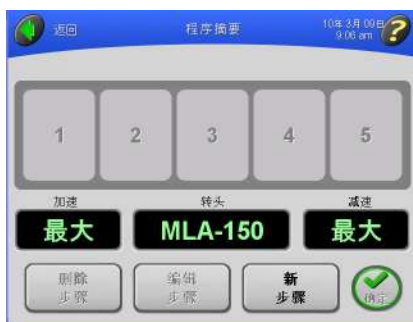 返回
程序摘要
10年 3月 09日
9:06 am
?
1 2 3 4 5
加速 转头 减速
最大 MLA-150 最大
删除
步骤
编辑
步骤
新
步骤
确定